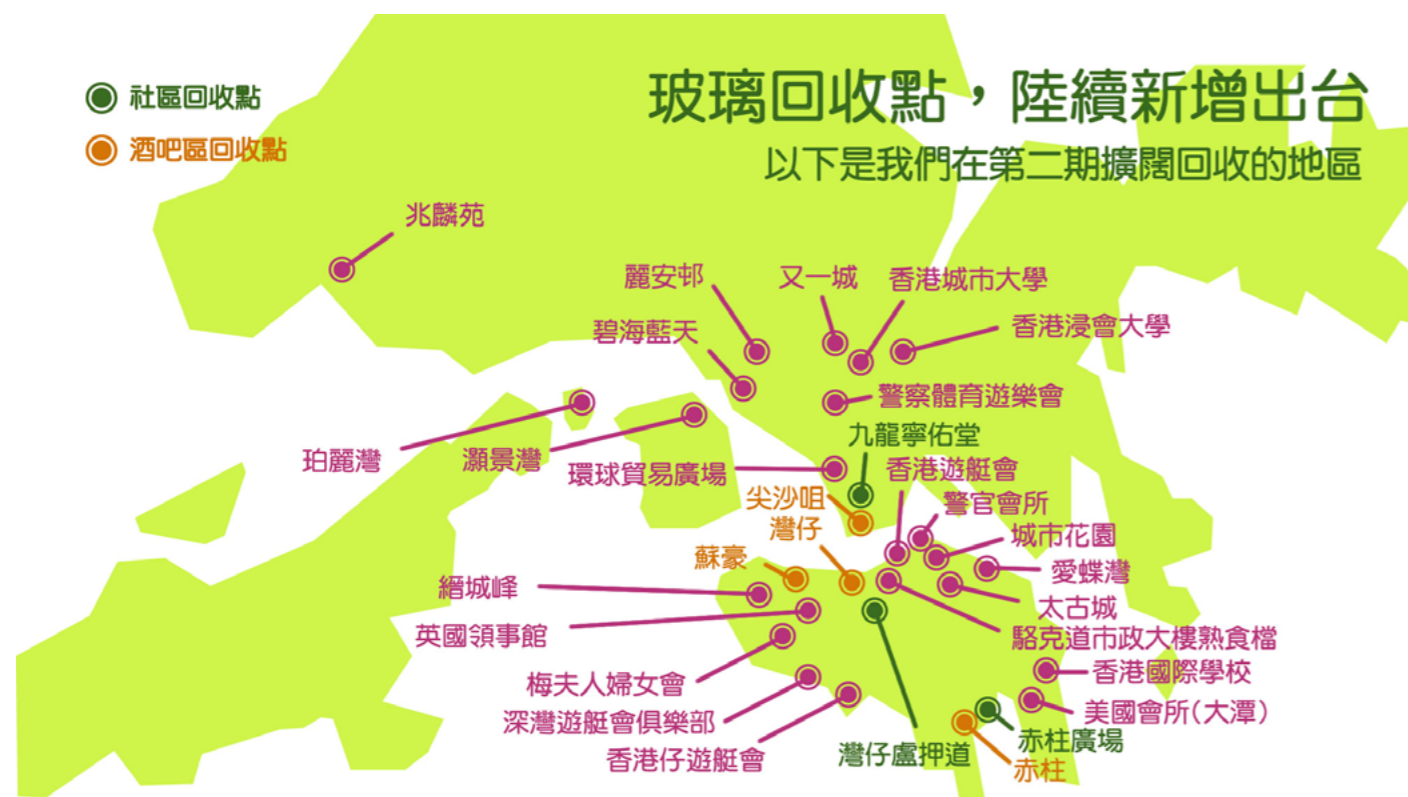 玻璃回收點，陸續新增出台
以下是我們在第二期擴闊回收的地區
社區回收點
酒吧區回收點
兆麟苑
麗安邨
又一城
香港城市大學
碧海藍天
香港浸會大學
警察體育遊樂會
九龍寧佑堂
珀麗灣
灝景灣
環球貿易廣場
香港遊艇會
尖沙咀
警官會所
灣仔
城市花園
蘇豪
愛蝶灣
縉城峰
太古城
英國領事館
駱克道市政大樓熟食檔
香港國際學校
梅夫人婦女會
美國會所(大潭)
深灣遊艇會俱樂部
赤柱廣場
香港仔遊艇會
灣仔盧押道
赤柱